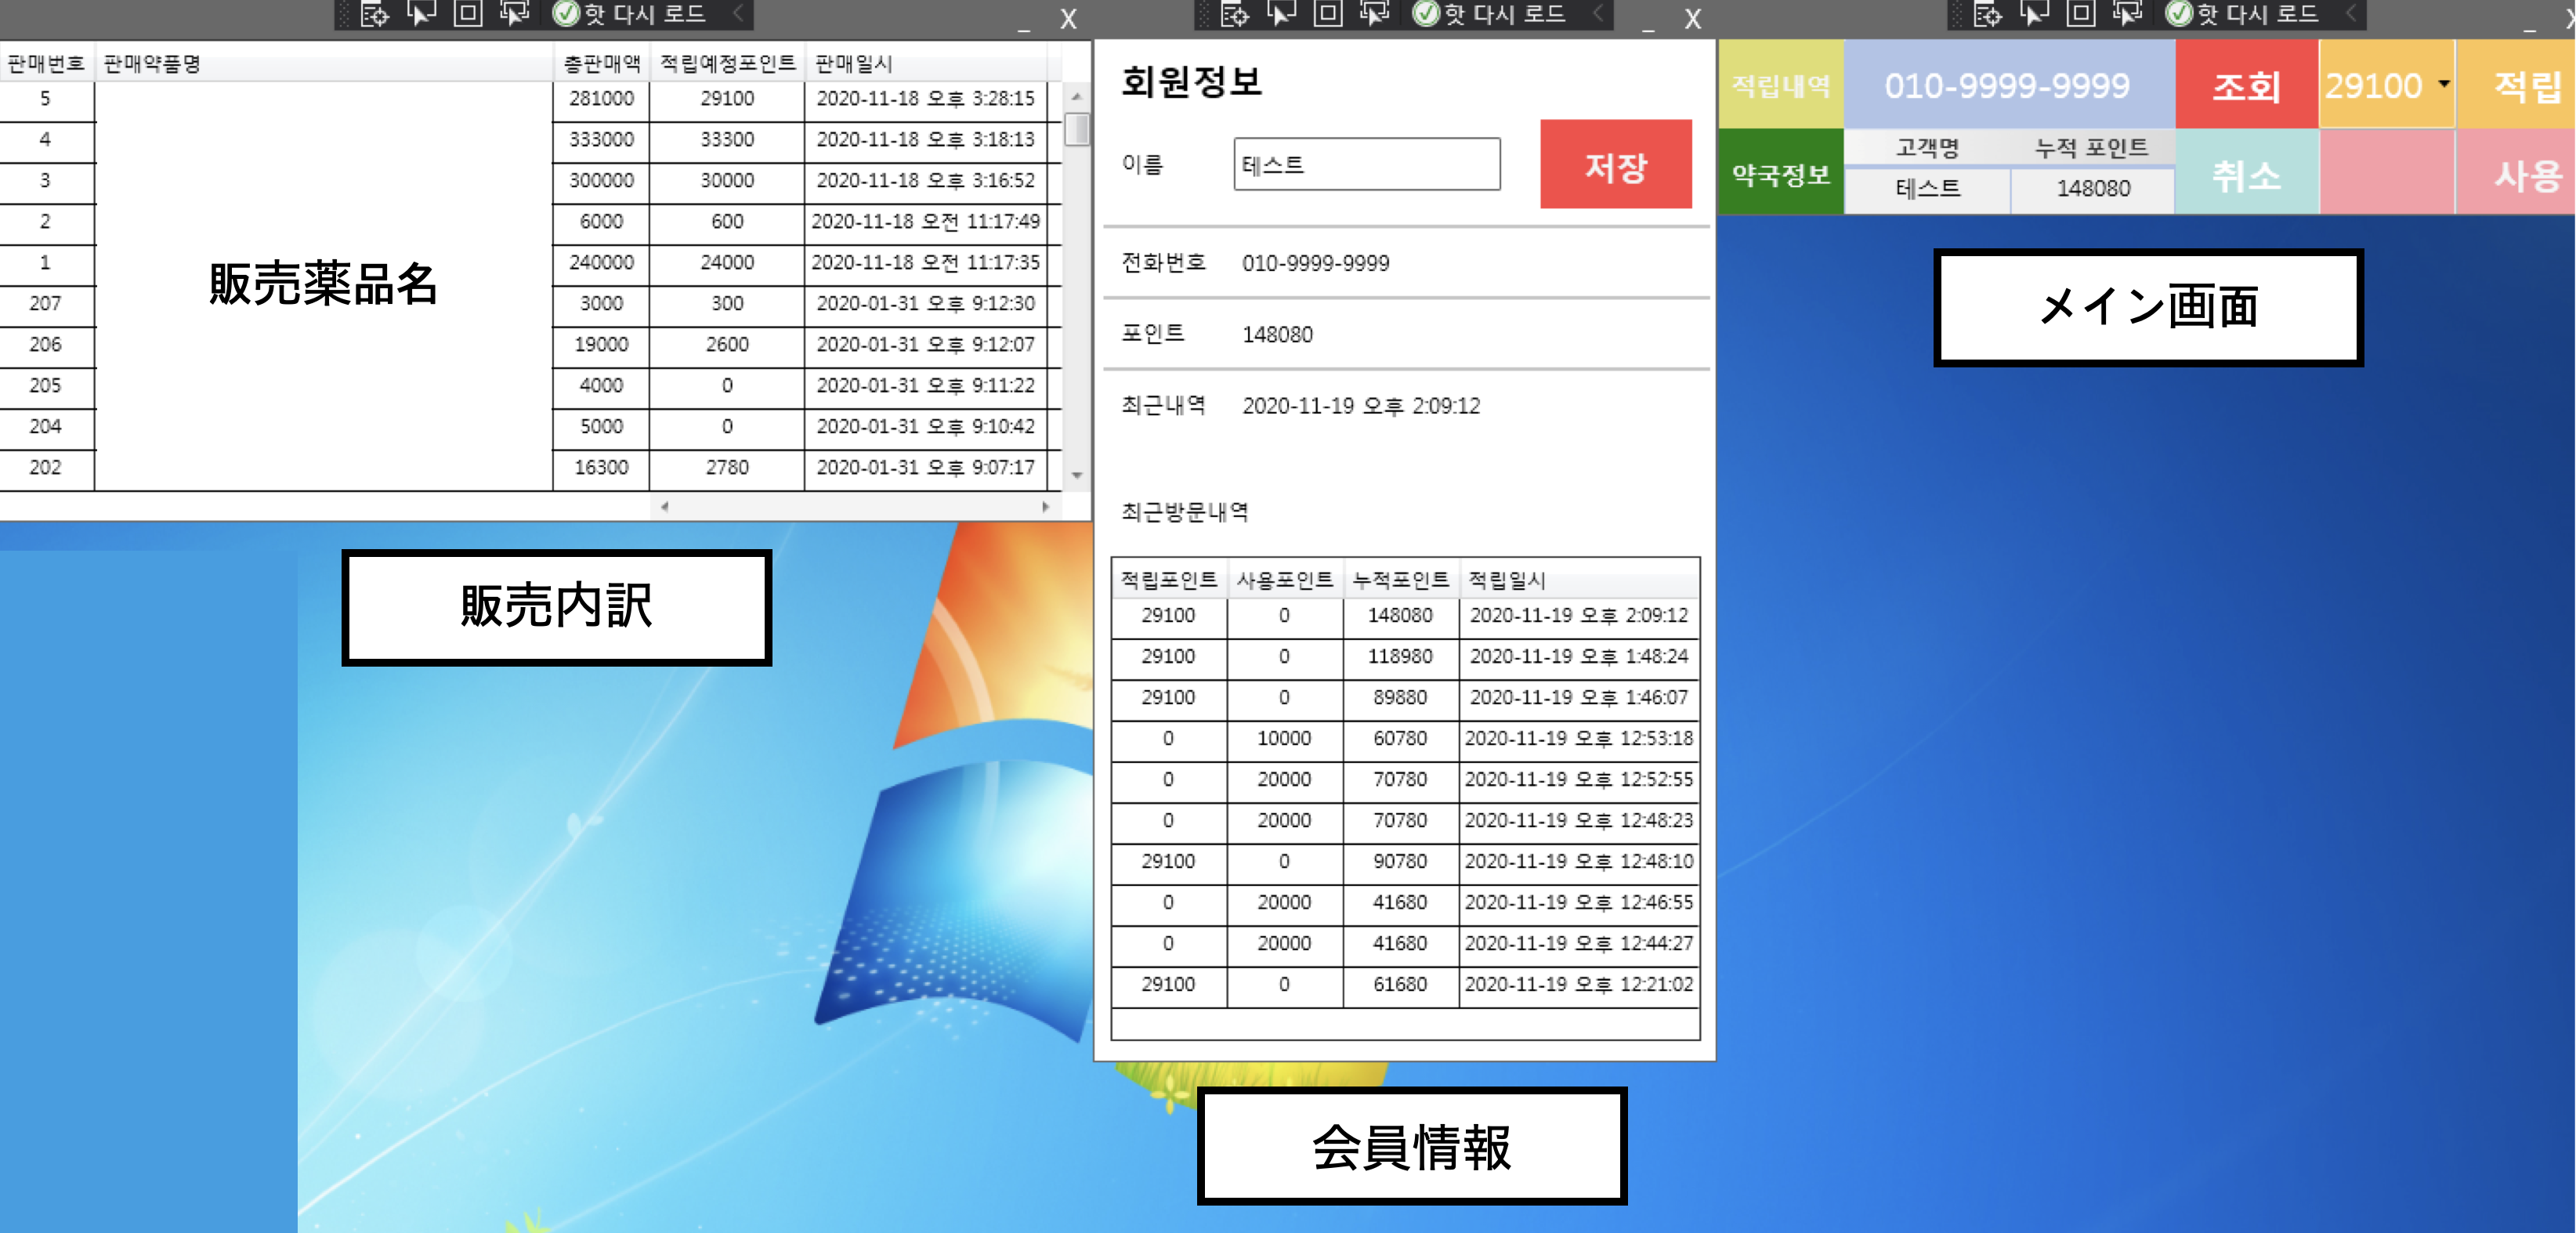 핫 다시 로드
X
판매번호 판매약품명 총판매액 적립예정포인트 판매일시
5 281000 29100 2020-11-18 오후 3:28:15
4 333000 33300 2020-11-18 오후 3:18:13
3 300000 30000 2020-11-18 오후 3:16:52
2 6000 600 2020-11-18 오전 11:17:49
1 240000 24000 2020-11-18 오전 11:17:35
207 3000 300 2020-01-31 오후 9:12:30
206 19000 2600 2020-01-31 오후 9:12:07
205 4000 0 2020-01-31 오후 9:11:22
204 5000 0 2020-01-31 오후 9:10:42
202 16300 2780 2020-01-31 오후 9:07:17
販売薬品名
販売内訳
핫 다시 로드
X
회원정보
이름 테스트 저장
전화번호 010-9999-9999
포인트 148080
최근내역 2020-11-19 오후 2:09:12
최근방문내역
적립포인트 사용포인트 누적포인트 적립일시
29100 0 148080 2020-11-19 오후 2:09:12
29100 0 118980 2020-11-19 오후 1:48:24
29100 0 89880 2020-11-19 오후 1:46:07
0 10000 60780 2020-11-19 오후 12:53:18
0 20000 70780 2020-11-19 오후 12:52:55
0 20000 70780 2020-11-19 오후 12:48:23
29100 0 90780 2020-11-19 오후 12:48:10
0 20000 41680 2020-11-19 오후 12:46:55
0 20000 41680 2020-11-19 오후 12:44:27
29100 0 61680 2020-11-19 오후 12:21:02
会員情報
핫 다시 로드
X
적립내역 010-9999-9999 조회 29100 적립
약국정보 고객명 누적 포인트 취소 사용
테스트 148080
メイン画面